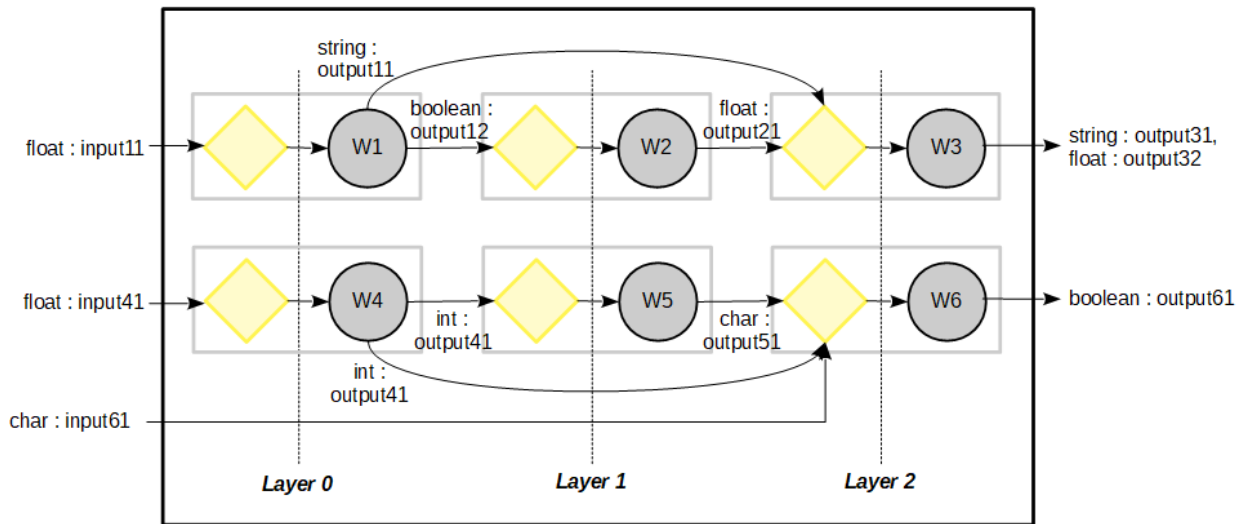 string :
output11
boolean :
output12
float :
output21
float : input11
W1
W2
W3
string : output31,
float : output32
float : input41
W4
W5
W6
boolean : output61
int :
output41
char :
output51
int :
output41
char : input61
Layer 0
Layer 1
Layer 2